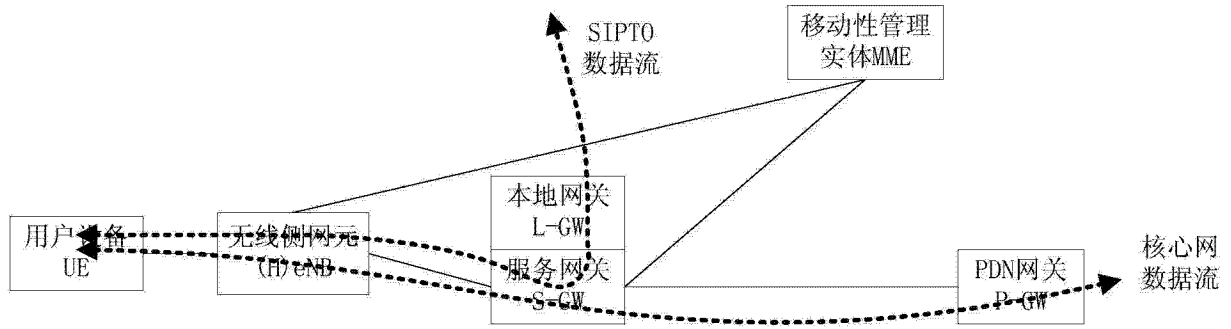 SIPTO
数据流
移动性管理
实体MME
本地网关
L-GW
用户设备
UE
无线侧网元
(H)eNB
服务网关
S-GW
PDN网关
P-GW
核心网
数据流